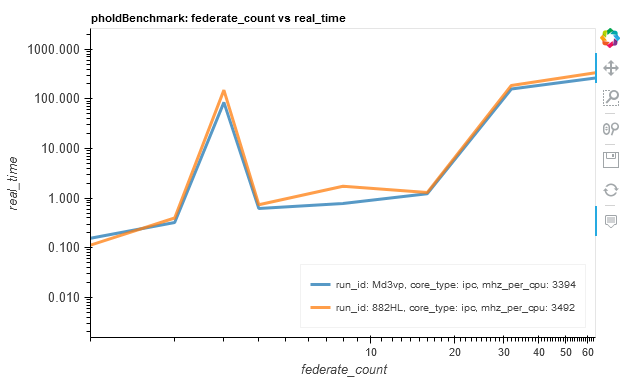 pholdBenchmark: federate_count vs real_time
real_time
1000.000
100.000
10.000
1.000
0.100
0.010
run_id: Md3vp, core_type: ipc, mhz_per_cpu: 3394
run_id: 882HL, core_type: ipc, mhz_per_cpu: 3492
10 20 30 40 50 60
federate_count